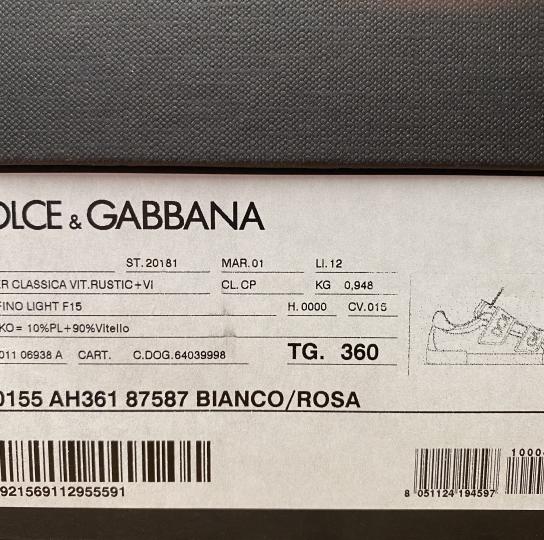 OLCE & GABBANA
ST. 20181 MAR. 01 LI. 12
R CLASSICA VIT.RUSTIC+VI CL. CP KG 0,948
FINO LIGHT F15 H. 0000 CV. 015
KO = 10%PL+90%Vitello
011 06938 A CART. C.DOG.64039998 TG. 360
0155 AH361 87587 BIANCO/ROSA
921569112955591
8 051124 194597
1000